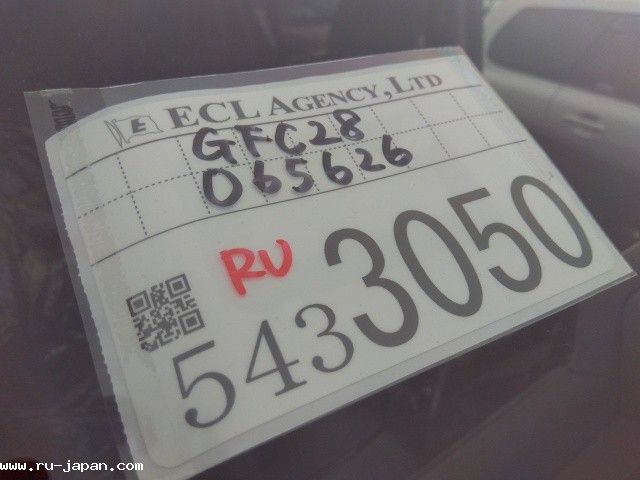 ECL AGENCY, LTD
GFC28
065626
RU
5433050
www.ru-japan.com